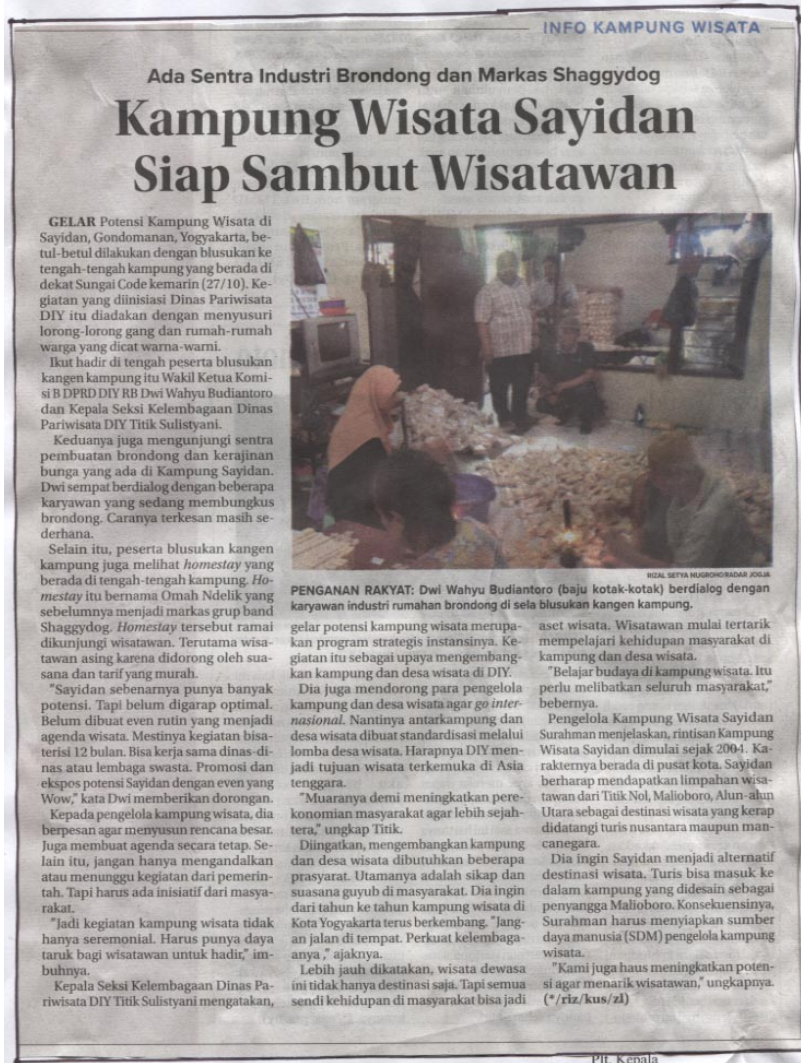 INFO KAMPUNG WISATA
Ada Sentra Industri Brondong dan Markas Shaggydog
Kampung Wisata Sayidan
Siap Sambut Wisatawan
GELAR Potensi Kampung Wisata di
Sayidan, Gondomanan, Yogyakarta, be-
tul-betul dilakukan dengan blusukan ke
tengah-tengah kampung yang berada di
dekat Sungai Code kemarin (27/10). Ke-
giatan yang diinisiasi Dinas Pariwisata
DIY itu diadakan dengan menyusuri
lorong-lorong gang dan rumah-rumah
warga yang dicat warna-warni.
Ikut hadir di tengah peserta blusukan
kangen kampung itu Wakil Ketua Komi-
si B DPRD DIY RB Dwi Wahyu Budiantoro
dan Kepala Seksi Kelembagaan Dinas
Pariwisata DIY Titik Sulistyani.
Keduanya juga mengunjungi sentra
pembuatan brondong dan kerajinan
bunga yang ada di Kampung Sayidan.
Dwi sempat berdialog dengan beberapa
karyawan yang sedang membungkus
brondong. Caranya terkesan masih se-
derhana.
Selain itu, peserta blusukan kangen
kampung juga melihat homestay yang
berada di tengah-tengah kampung. Ho-
mestay itu bernama Omah Ndelik yang
sebelumnya menjadi markas grup band
Shaggydog. Homestay tersebut ramai
dikunjungi wisatawan. Terutama wisa-
tawan asing karena didorong oleh sua-
sana dan tarif yang murah.
"Sayidan sebenarnya punya banyak
potensi. Tapi belum digarap optimal.
Belum dibuat even rutin yang menjadi
agenda wisata. Mestinya kegiatan bisa-
terisi 12 bulan. Bisa kerja sama dinas-di-
nas atau lembaga swasta. Promosi dan
ekspos potensi Sayidan dengan even yang
Wow," kata Dwi memberikan dorongan.
Kepada pengelola kampung wisata, dia
berpesan agar menyusun rencana besar.
Juga membuat agenda secara tetap. Se-
lain itu, jangan hanya mengandalkan
atau menunggu kegiatan dari pemerin-
tah. Tapi harus ada inisiatif dari masya-
rakat.
"Jadi kegiatan kampung wisata tidak
hanya seremonial. Harus punya daya
taruk bagi wisatawan untuk hadir," im-
buhnya.
Kepala Seksi Kelembagaan Dinas Pa-
riwisata DIY Titik Sulistyani mengatakan,
RIZAL SETYA NUGROHO/RADAR JOGJA
PENGANAN RAKYAT: Dwi Wahyu Budiantoro (baju kotak-kotak) berdialog dengan
karyawan industri rumahan brondong di sela blusukan kangen kampung.
gelar potensi kampung wisata merupa-
kan program strategis instansinya. Ke-
giatan itu sebagai upaya mengembang-
kan kampung dan desa wisata di DIY.
Dia juga mendorong para pengelola
kampung dan desa wisata agar go inter-
nasional. Nantinya antarkampung dan
desa wisata dibuat standardisasi melalui
lomba desa wisata. Harapnya DIY men-
jadi tujuan wisata terkemuka di Asia
tenggara.
"Muaranya demi meningkatkan pere-
konomian masyarakat agar lebih sejah-
tera," ungkap Titik.
Diingatkan, mengembangkan kampung
dan desa wisata dibutuhkan beberapa
prasyarat. Utamanya adalah sikap dan
suasana guyub di masyarakat. Dia ingin
dari tahun ke tahun kampung wisata di
Kota Yogyakarta terus berkembang. "Jang-
an jalan di tempat. Perkuat kelembaga-
anya ," ajaknya.
Lebih jauh dikatakan, wisata dewasa
ini tidak hanya destinasi saja. Tapi semua
sendi kehidupan di masyarakat bisa jadi
aset wisata. Wisatawan mulai tertarik
mempelajari kehidupan masyarakat di
kampung dan desa wisata.
"Belajar budaya di kampung wisata. Itu
perlu melibatkan seluruh masyarakat,"
bebernya.
Pengelola Kampung Wisata Sayidan
Surahman menjelaskan, rintisan Kampung
Wisata Sayidan dimulai sejak 2004. Ka-
rakternya berada di pusat kota. Sayidan
berharap mendapatkan limpahan wisa-
tawan dari Titik Nol, Malioboro, Alun-alun
Utara sebagai destinasi wisata yang kerap
didatangi turis nusantara maupun man-
canegara.
Dia ingin Sayidan menjadi alternatif
destinasi wisata. Turis bisa masuk ke
dalam kampung yang didesain sebagai
penyangga Malioboro. Konsekuensinya,
Surahman harus menyiapkan sumber
daya manusia (SDM) pengelola kampung
wisata.
"Kami juga haus meningkatkan poten-
si agar menarik wisatawan," ungkapnya.
(*/riz/kus/zl)
Plt. Kepala